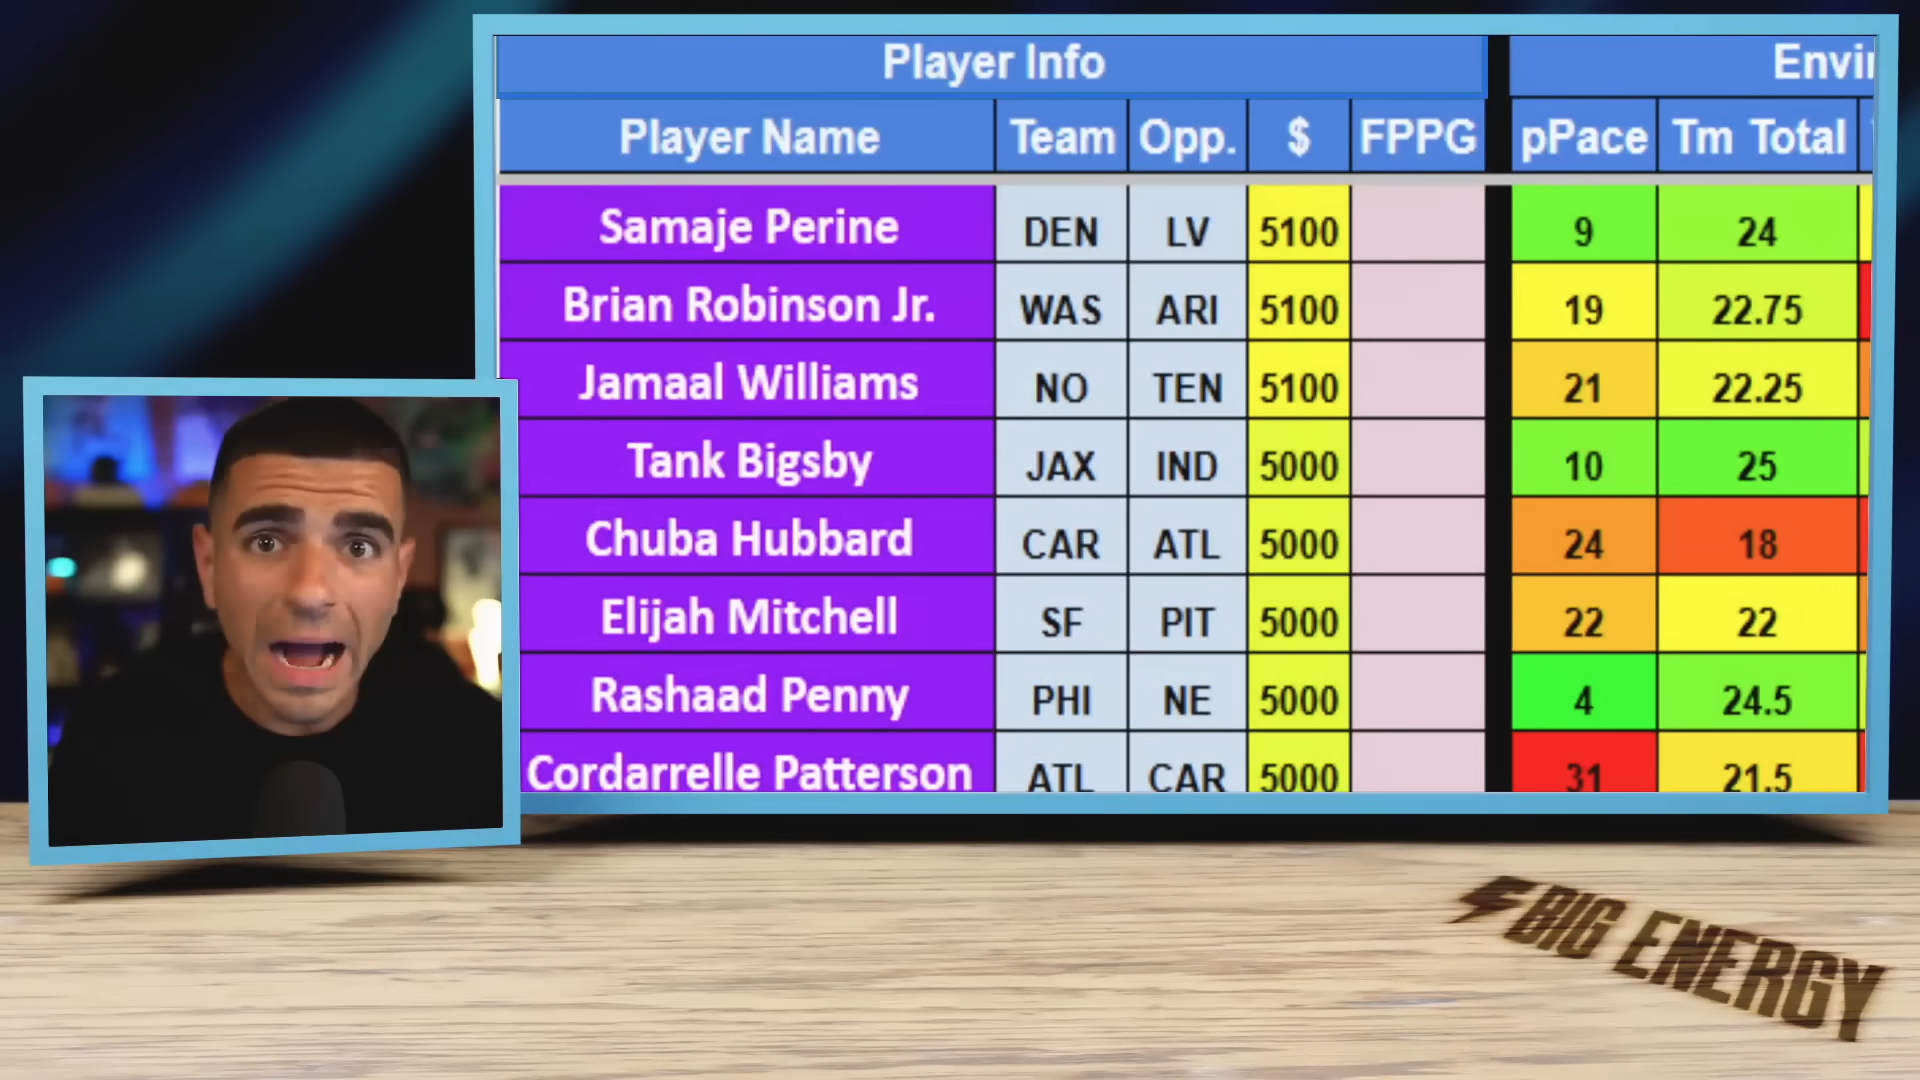 Player Info Envir
Player Name Team Opp. $ FPPG pPace Tm Total
Samaje Perine DEN LV 5100 9 24
Brian Robinson Jr. WAS ARI 5100 19 22.75
Jamaal Williams NO TEN 5100 21 22.25
Tank Bigsby JAX IND 5000 10 25
Chuba Hubbard CAR ATL 5000 24 18
Elijah Mitchell SF PIT 5000 22 22
Rashaad Penny PHI NE 5000 4 24.5
Cordarrelle Patterson ATL CAR 5000 31 21.5
BIG ENERGY